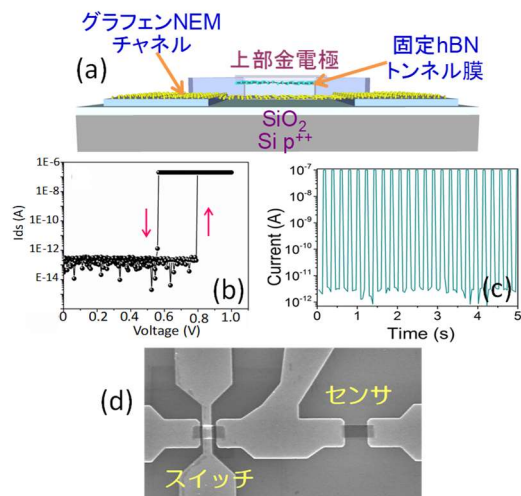 グラフェンNEM
チャネル
上部金電極
固定hBN
トンネル膜
(a)
SiO2
Si p++
Ids (A)
1E-6
1E-8
1E-10
1E-12
1E-14
0
0.2
0.4
0.6
0.8
1.0
Voltage (V)
(b)
Current (A)
10-7
10-8
10-9
10-10
10-11
10-12
0
1
2
3
4
5
Time (s)
(c)
(d)
センサ
スイッチ